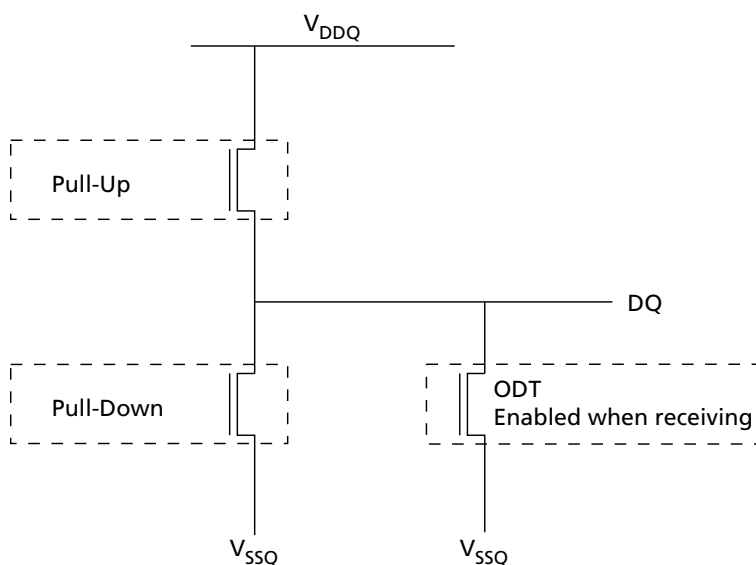 V_DDQ
Pull-Up
DQ
Pull-Down
ODT
Enabled when receiving
V_SSQ
V_SSQ